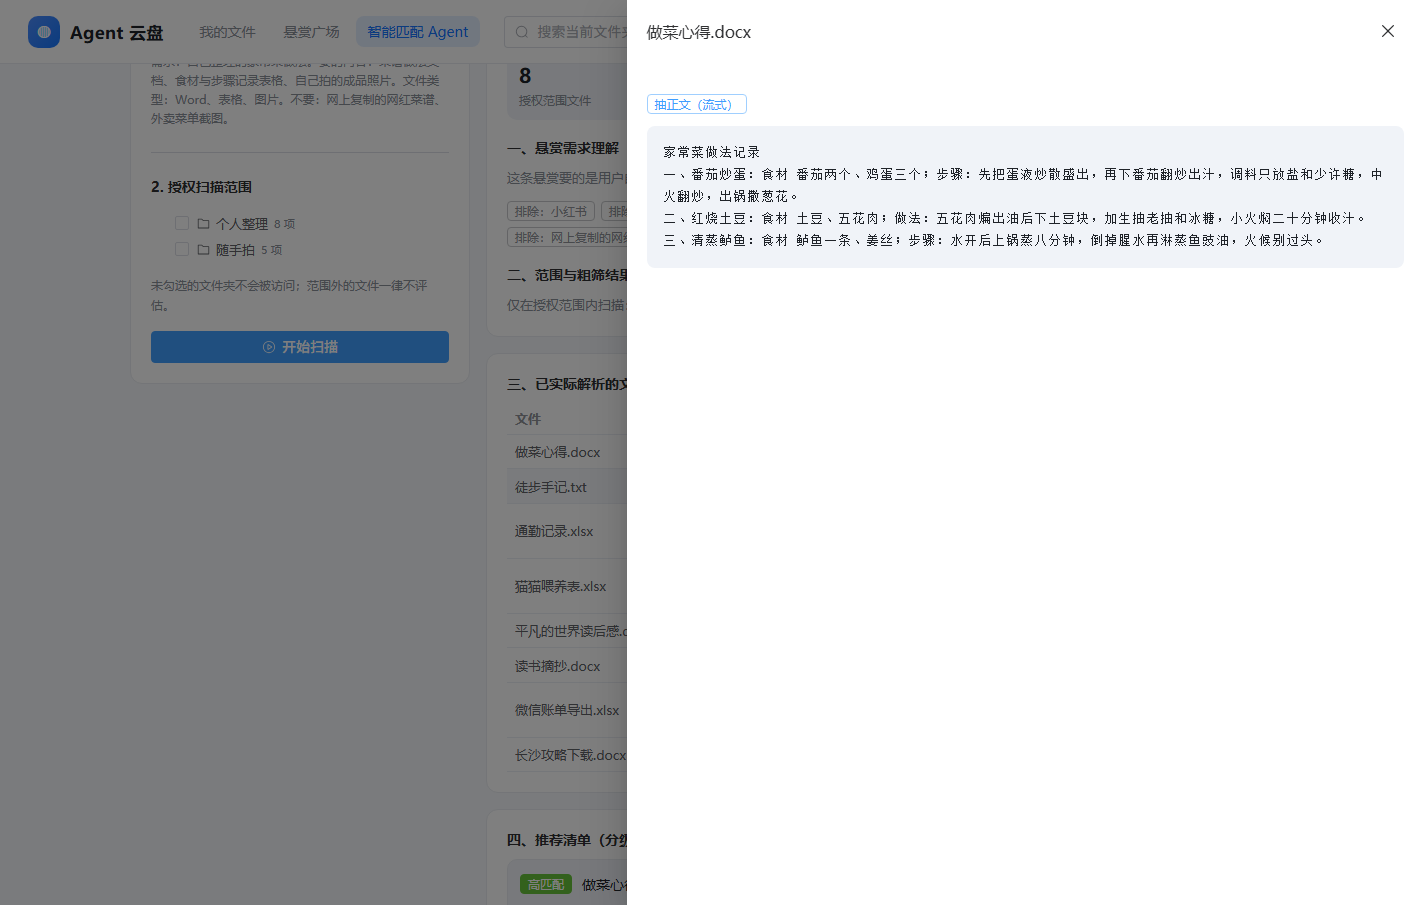 Agent 云盘
我的文件
悬赏广场
智能匹配 Agent
搜索当前文件
档、食材与步骤记录表格、自己拍的成品照片。文件类
型：Word、表格、图片。不要：网上复制的网红菜谱、
外卖菜单截图。
2. 授权扫描范围
个人整理 8 项
随手拍 5 项
未勾选的文件夹不会被访问；范围外的文件一律不评
估。
开始扫描
8
授权范围文件
一、悬赏需求理解
这条悬赏要的是用户
排除：小红书
排除
排除：网上复制的网
二、范围与粗筛结果
仅在授权范围内扫描
三、已实际解析的文
文件
做菜心得.docx
徒步手记.txt
通勤记录.xlsx
猫猫喂养表.xlsx
平凡的世界读后感.d
读书摘抄.docx
微信账单导出.xlsx
长沙攻略下载.docx
四、推荐清单（分级
高匹配
做菜心得
做菜心得.docx
抽正文（流式）
家常菜做法记录
一、番茄炒蛋：食材 番茄两个、鸡蛋三个；步骤：先把蛋液炒散盛出，再下番茄翻炒出汁，调料只放盐和少许糖，中
火翻炒，出锅撒葱花。
二、红烧土豆：食材 土豆、五花肉；做法：五花肉煸出油后下土豆块，加生抽老抽和冰糖，小火焖二十分钟收汁。
三、清蒸鲈鱼：食材 鲈鱼一条、姜丝；步骤：水开后上锅蒸八分钟，倒掉腥水再淋蒸鱼豉油，火候别过头。